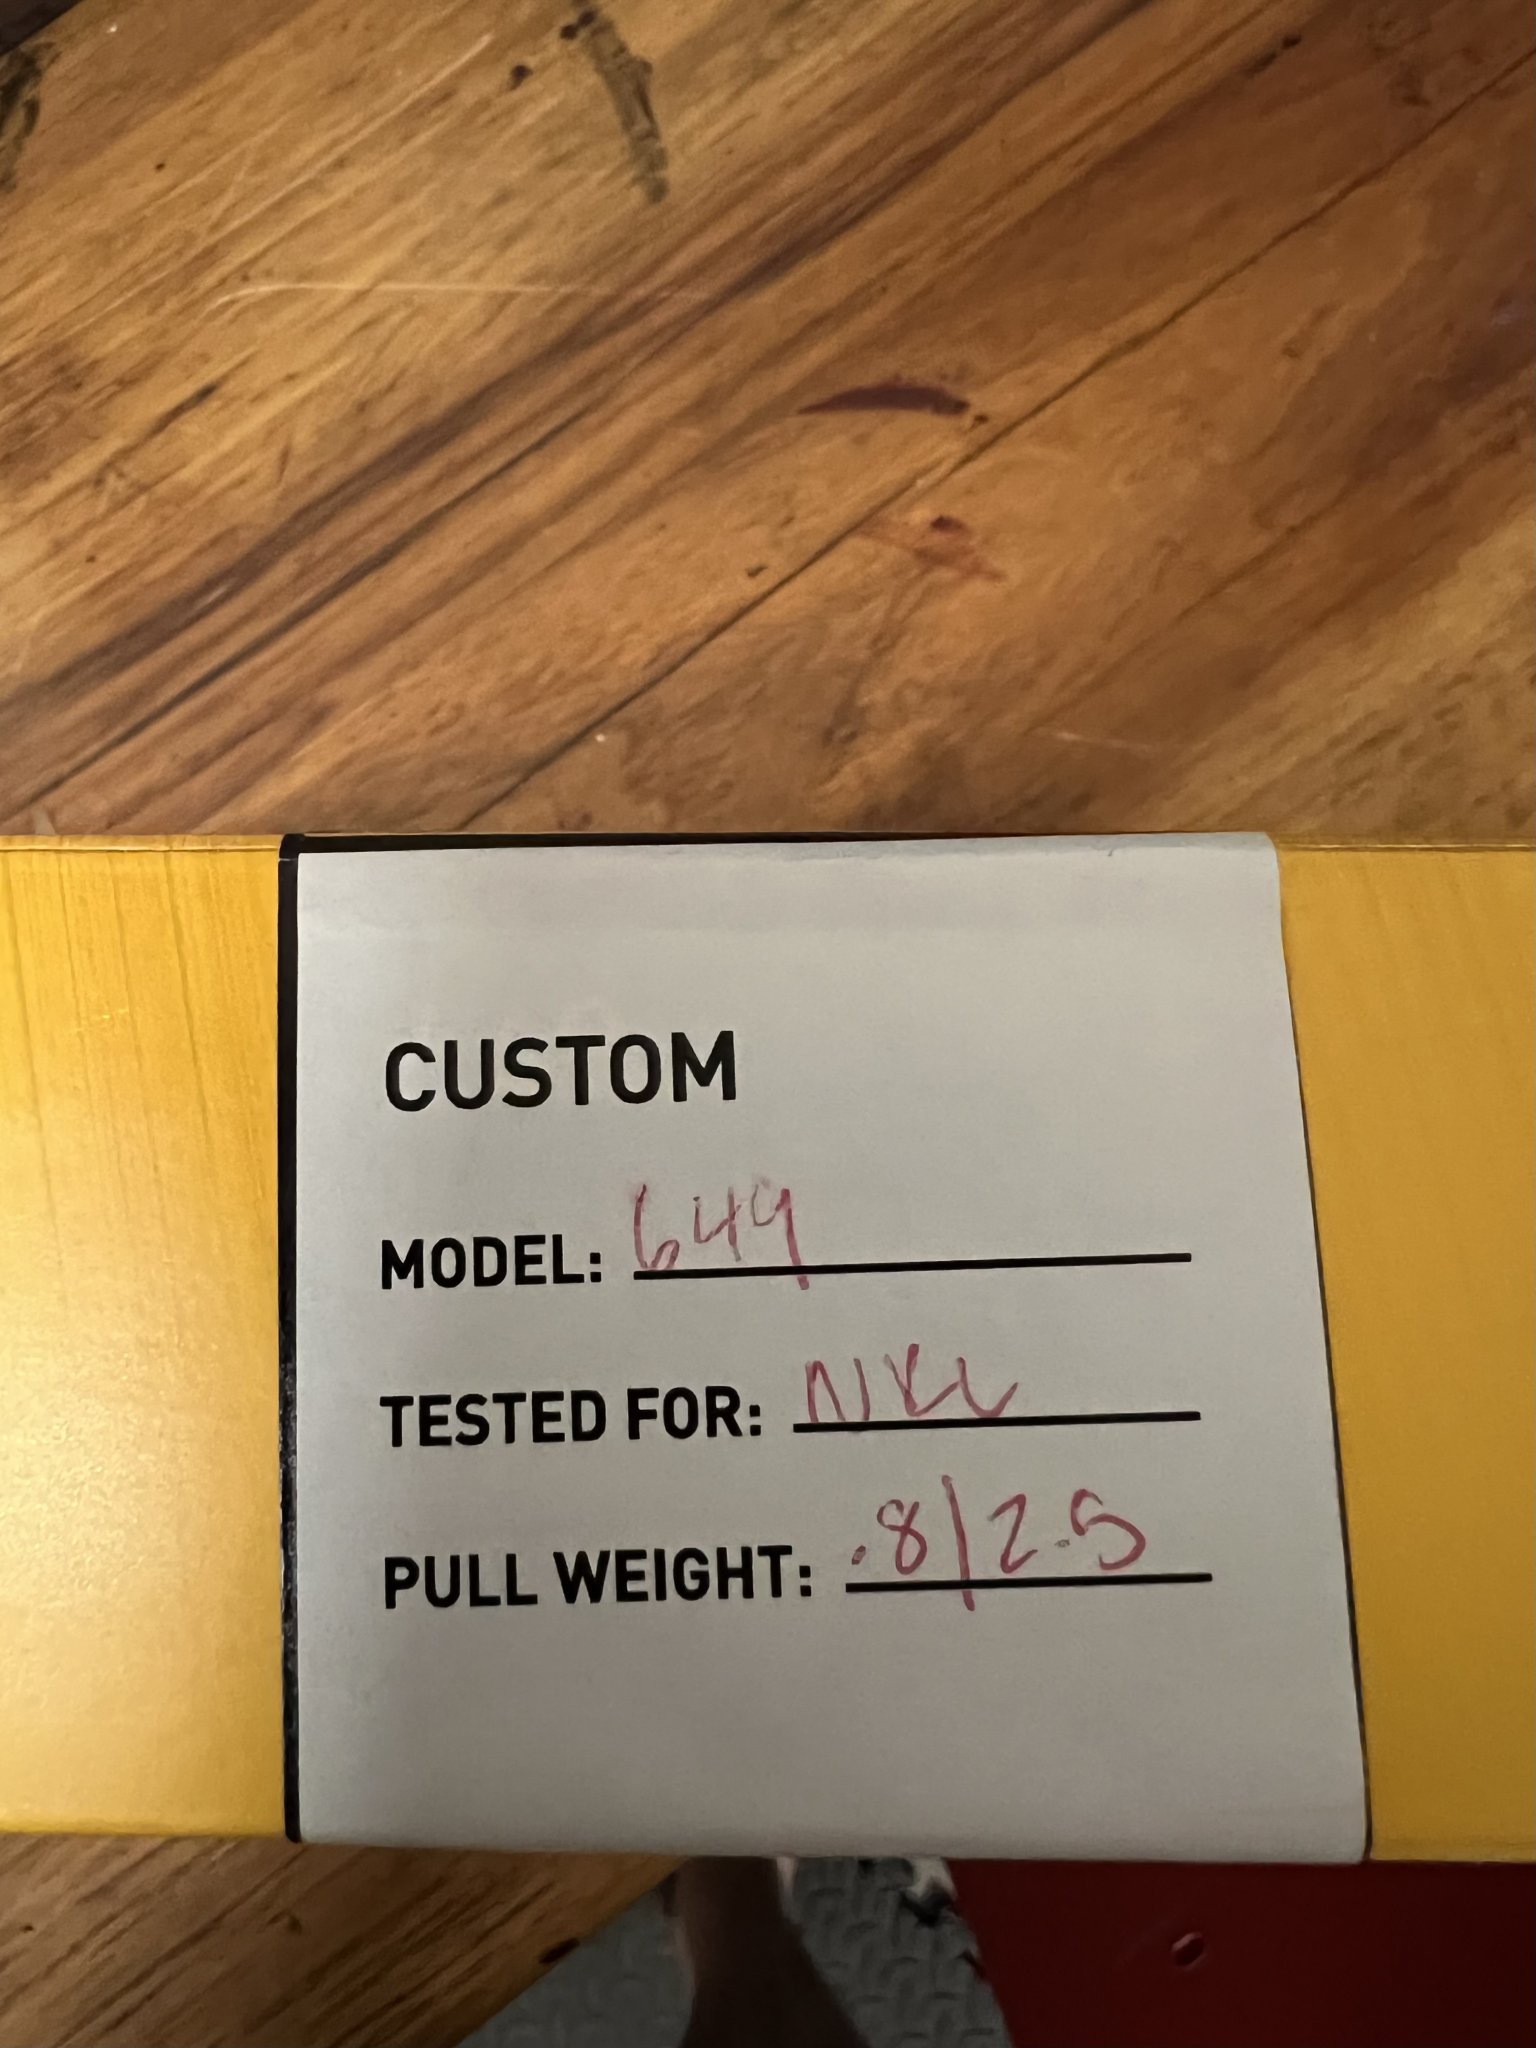 CUSTOM
MODEL: 649
TESTED FOR:
PULL WEIGHT: .8/2.5